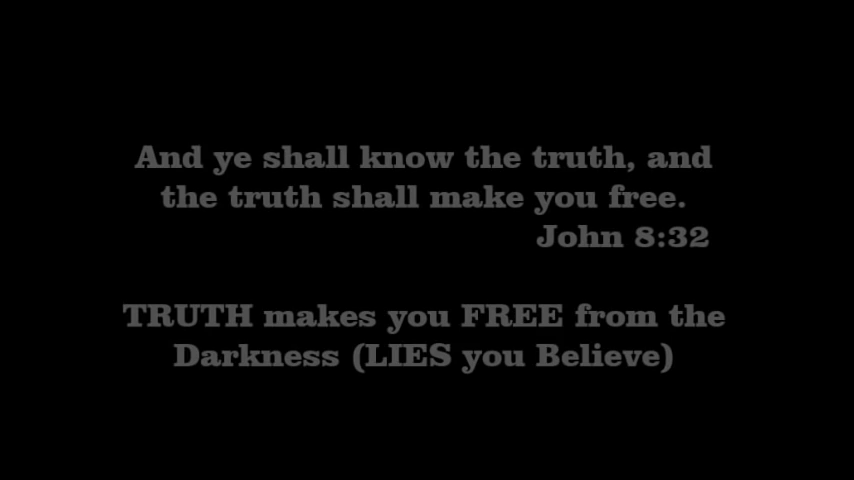 And ye shall know the truth, and
the truth shall make you free.
John 8:32
TRUTH makes you FREE from the
Darkness (LIES you Believe)